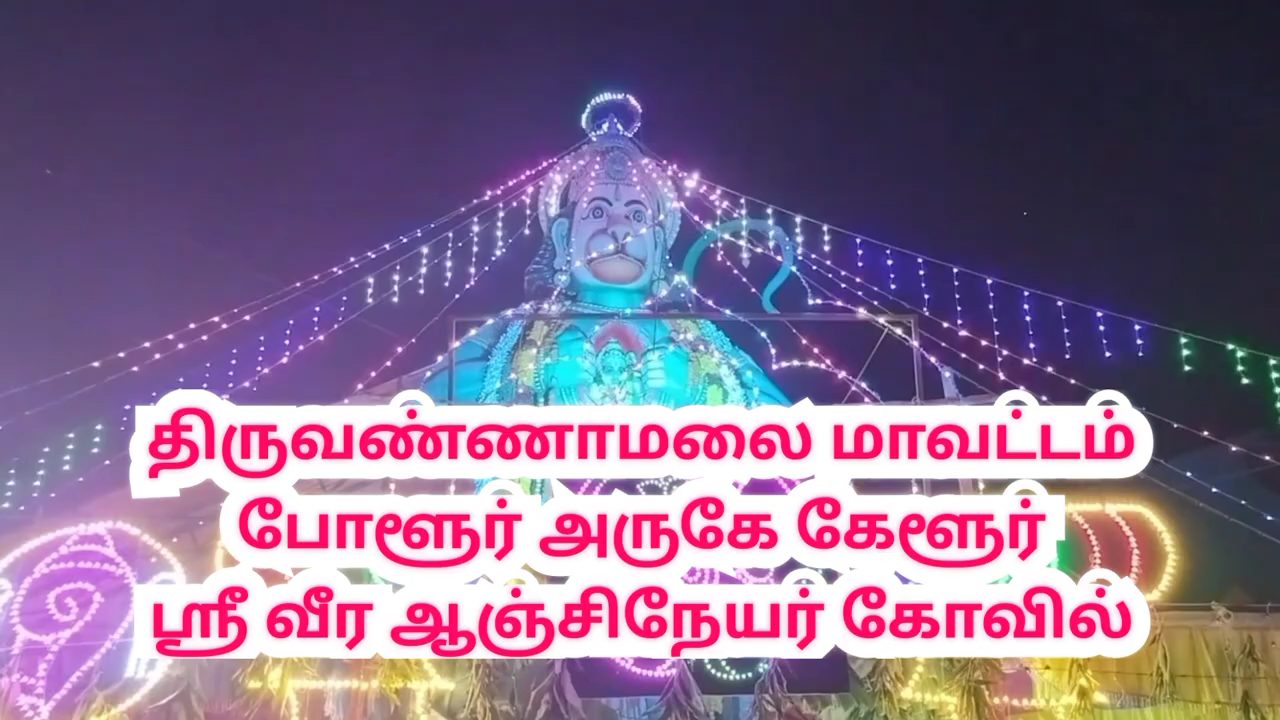 திருவண்ணாமலை மாவட்டம்
போளூர் அருகே கேளூர்
ஸ்ரீ வீர ஆஞ்சிநேயர் கோவில்